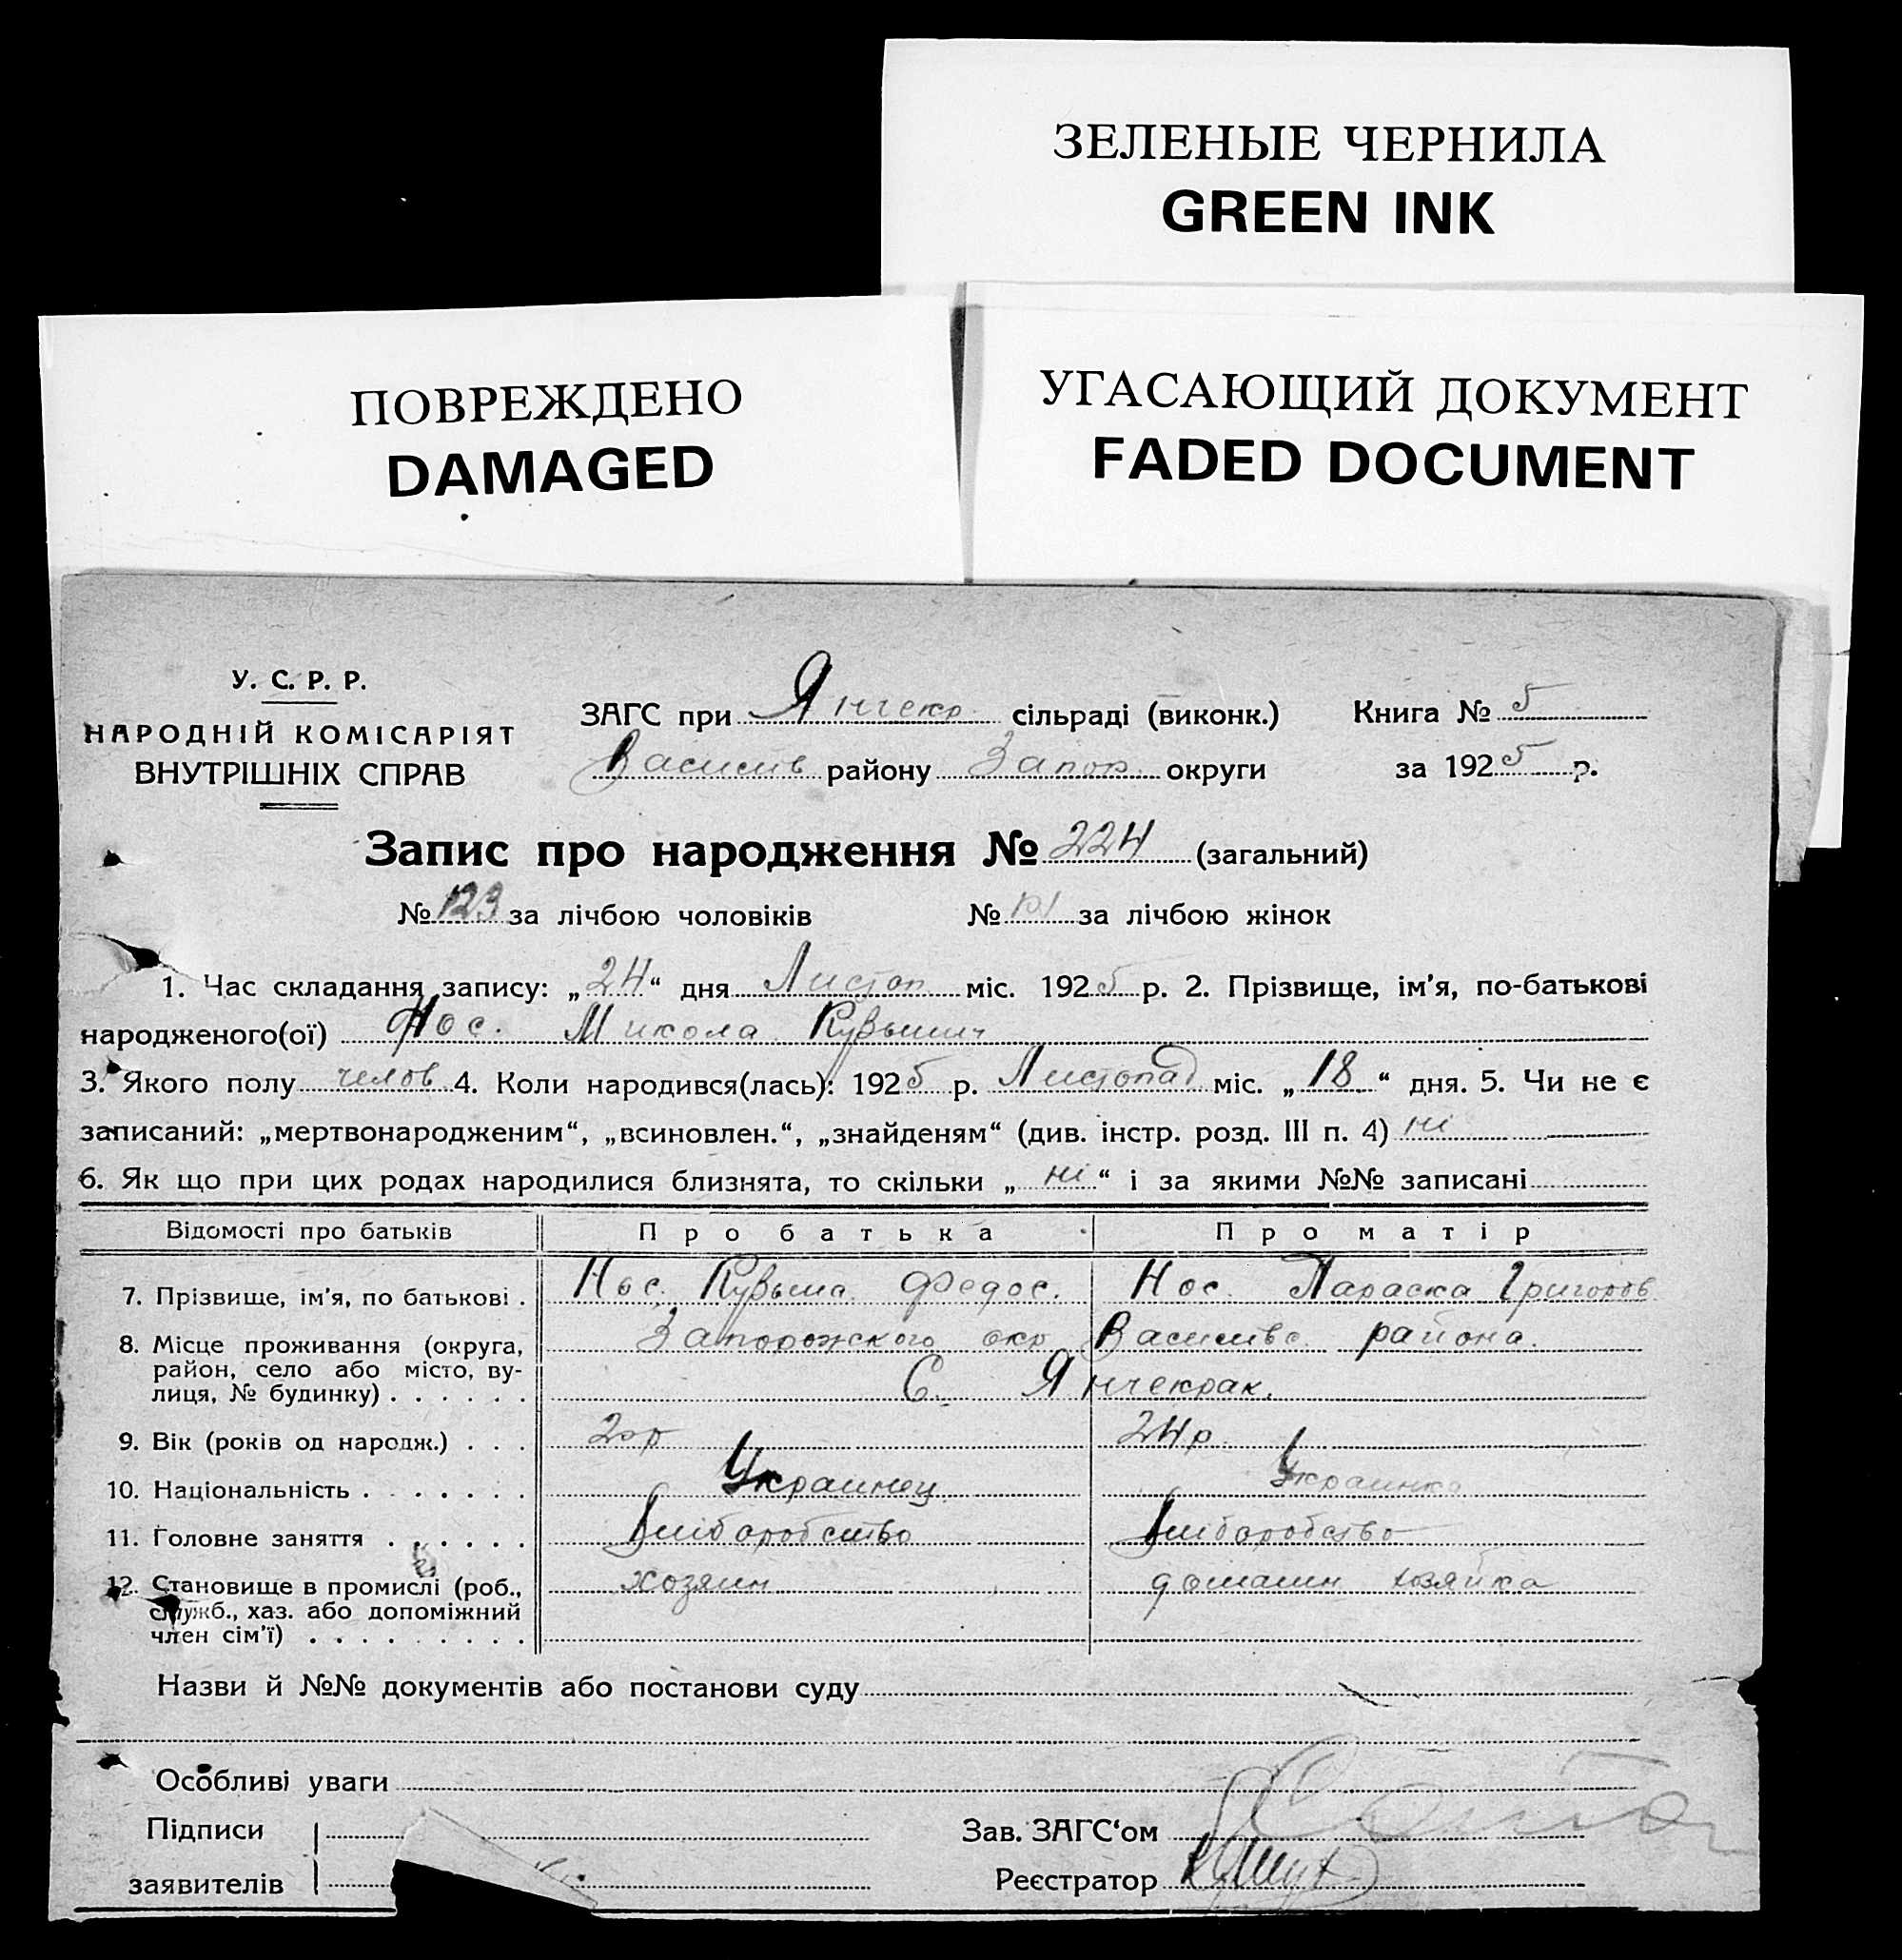 ЗЕЛЕНЫЕ ЧЕРНИЛА
GREEN INK
ПОВРЕЖДЕНО
DAMAGED
УГАСАЮЩИЙ ДОКУМЕНТ
FADED DOCUMENT
У. С. Р. Р.
НАРОДНІЙ КОМІСАРІЯТ
ВНУТРІШНІХ СПРАВ
ЗАГС при Янчекр сільраді (виконк.) Книга № 5
Василів району Запор. округи за 1925 р.
Запис про народження № 224 (загальний)
№ 123 за лічбою чоловіків № 101 за лічбою жінок
1. Час складання запису: „24“ дня Листоп міс. 1925 р. 2. Прізвище, ім'я, по-батькові
народженого(ої) Нос. Микола Кузьмич
3. Якого полу челов 4. Коли народився(лась): 1925 р. Листопад міс. „18“ дня. 5. Чи не є
записаний: „мертвонародженим“, „всиновлен.“, „знайденям“ (див. інстр. розд. III п. 4) ні
6. Як що при цих родах народилися близнята, то скільки „ні“ і за якими №№ записані
Відомості про батьків Про батька Про матір
7. Прізвище, ім'я, по батькові . Нос. Кузьма Федос. Нос Параска Григоров
8. Місце проживання (округа, Запорожского окр Василівс. района.
район, село або місто, ву-
лиця, № будинку) . . . . . . С. Янчекрак.
9. Вік (років од народж.) . . . 20р 24р
10. Національність . . . . . . . Украинец Украинка
11. Головне заняття . . . . . . Хліборобство Хліборобство
12. Становище в промислі (роб., хозяин домашн хозяйка
служб., хаз. або допоміжний
член сім'ї) . . . . . . . . .
Назви й №№ документів або постанови суду
Особливі уваги
Підписи Зав. ЗАГС'ом
заявителів Реєстратор